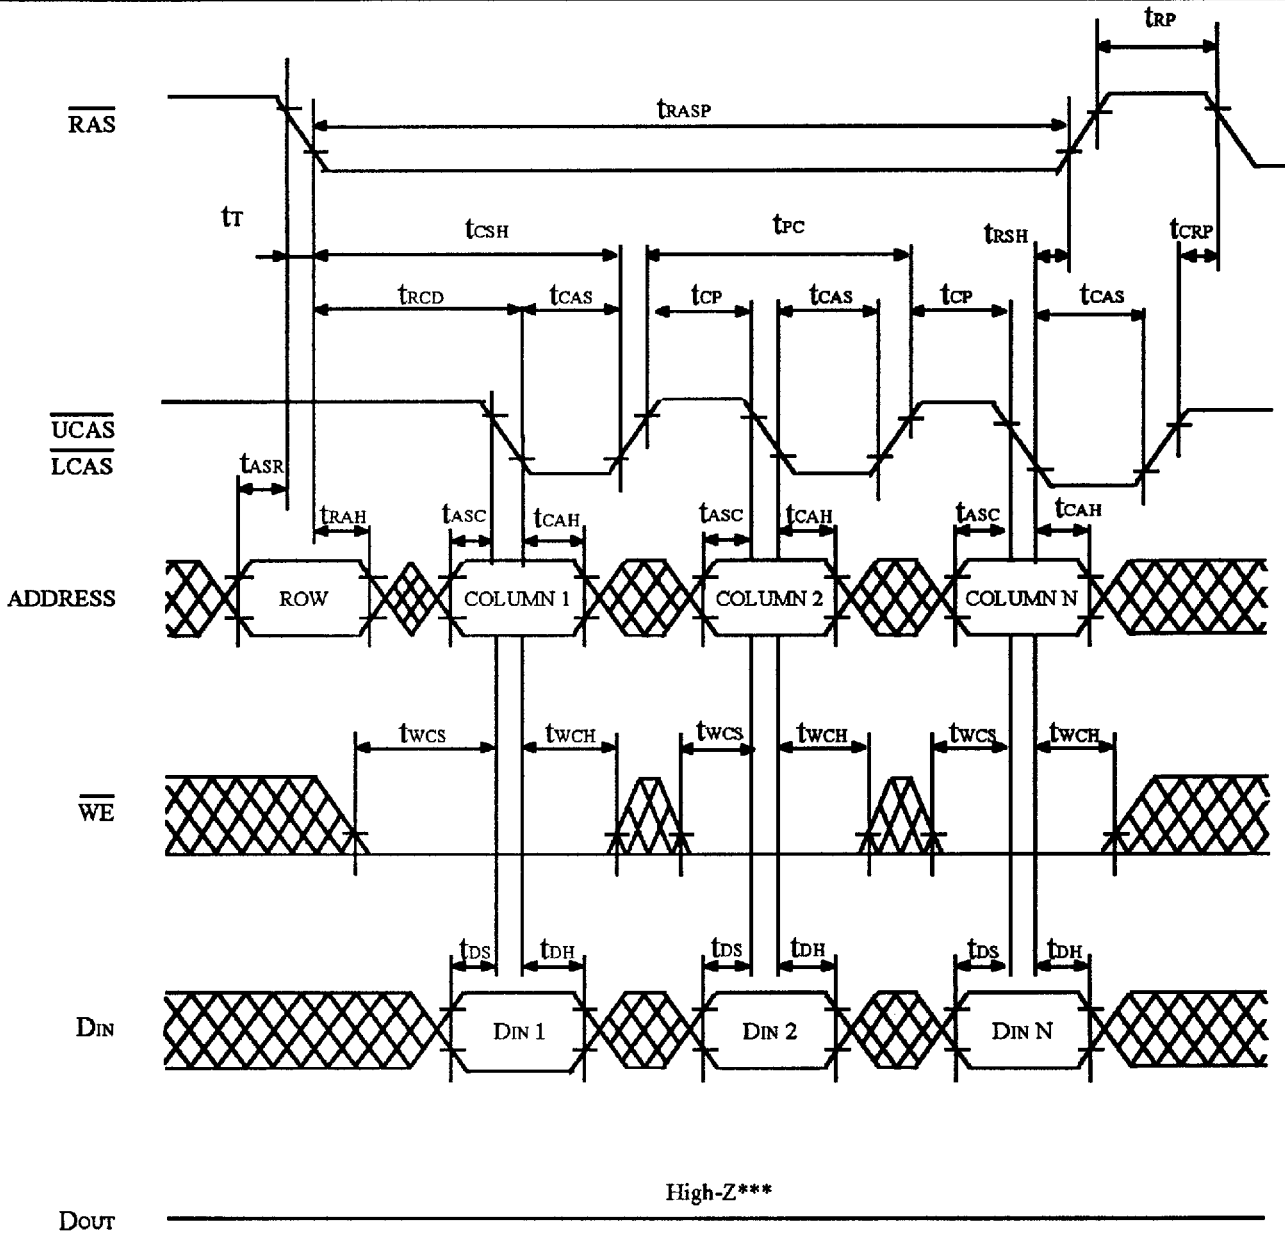 tRP
RAS
tRASP
tT
tCSH
tPC
tRSH
tCRP
tRCD
tCAS
tCP
tCAS
tCP
tCAS
UCAS
LCAS
tASR
tRAH
tASC
tCAH
tASC
tCAH
tASC
tCAH
ADDRESS
ROW
COLUMN 1
COLUMN 2
COLUMN N
tWCS
tWCH
tWCS
tWCH
tWCS
tWCH
WE
tDS
tDH
tDS
tDH
tDS
tDH
DIN
DIN 1
DIN 2
DIN N
High-Z***
DOUT